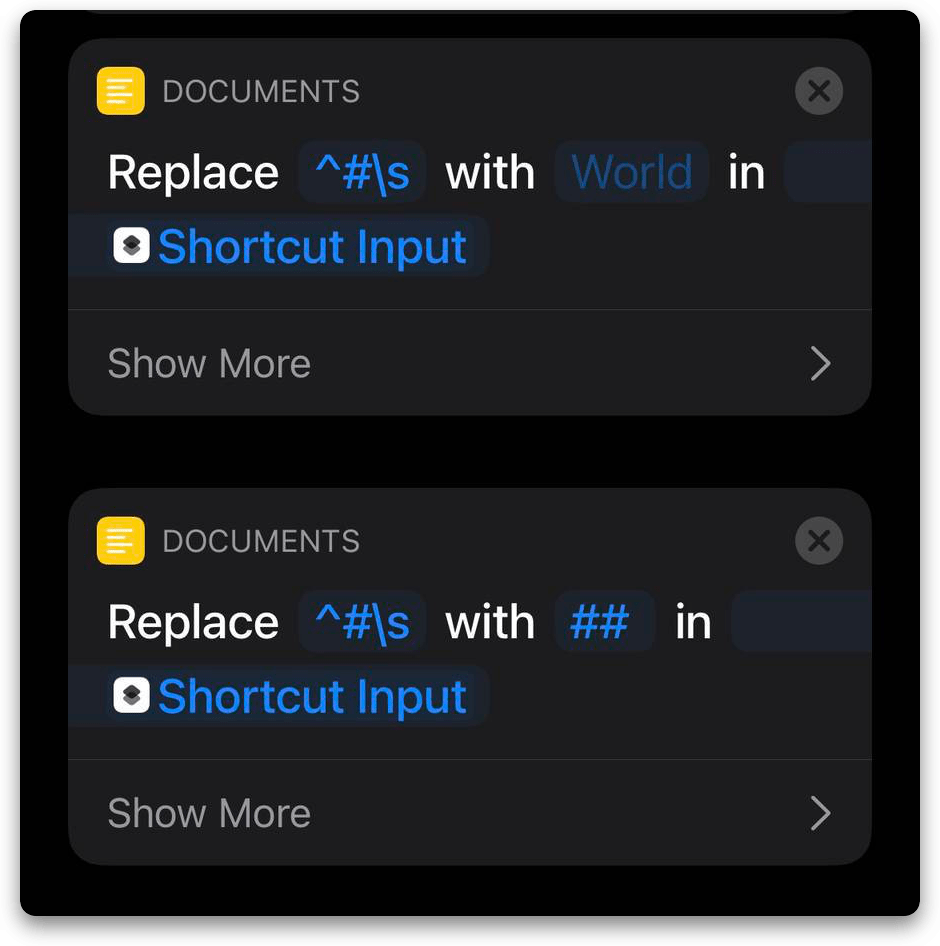 DOCUMENTS
Replace ^#\s with World in
Shortcut Input
Show More
DOCUMENTS
Replace ^#\s with ## in
Shortcut Input
Show More